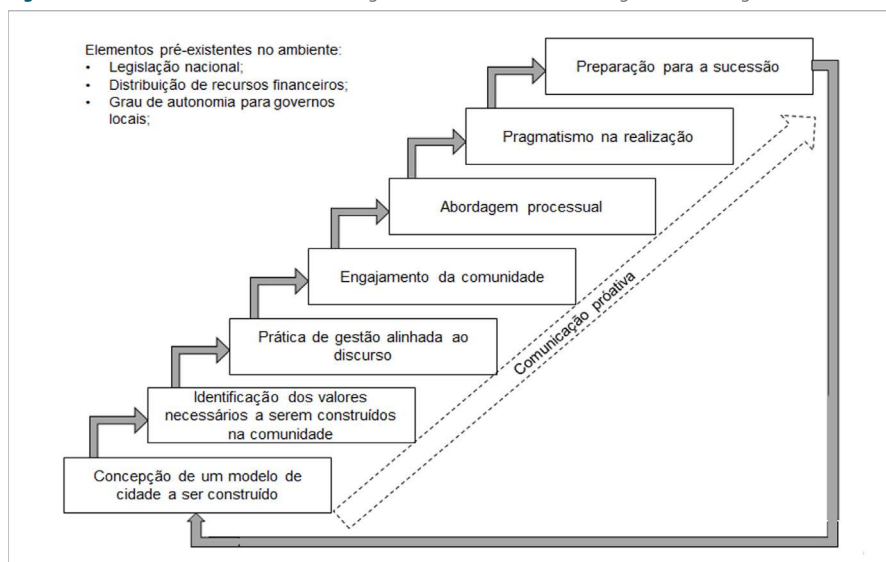 Elementos pré-existentes no ambiente:
• Legislação nacional;
• Distribuição de recursos financeiros;
• Grau de autonomia para governos
locais;
Preparação para a sucessão
Pragmatismo na realização
Abordagem processual
Engajamento da comunidade
Prática de gestão alinhada ao
discurso
Identificação dos valores
necessários a serem construídos
na comunidade
Concepção de um modelo de
cidade a ser construído
Comunicação próativa